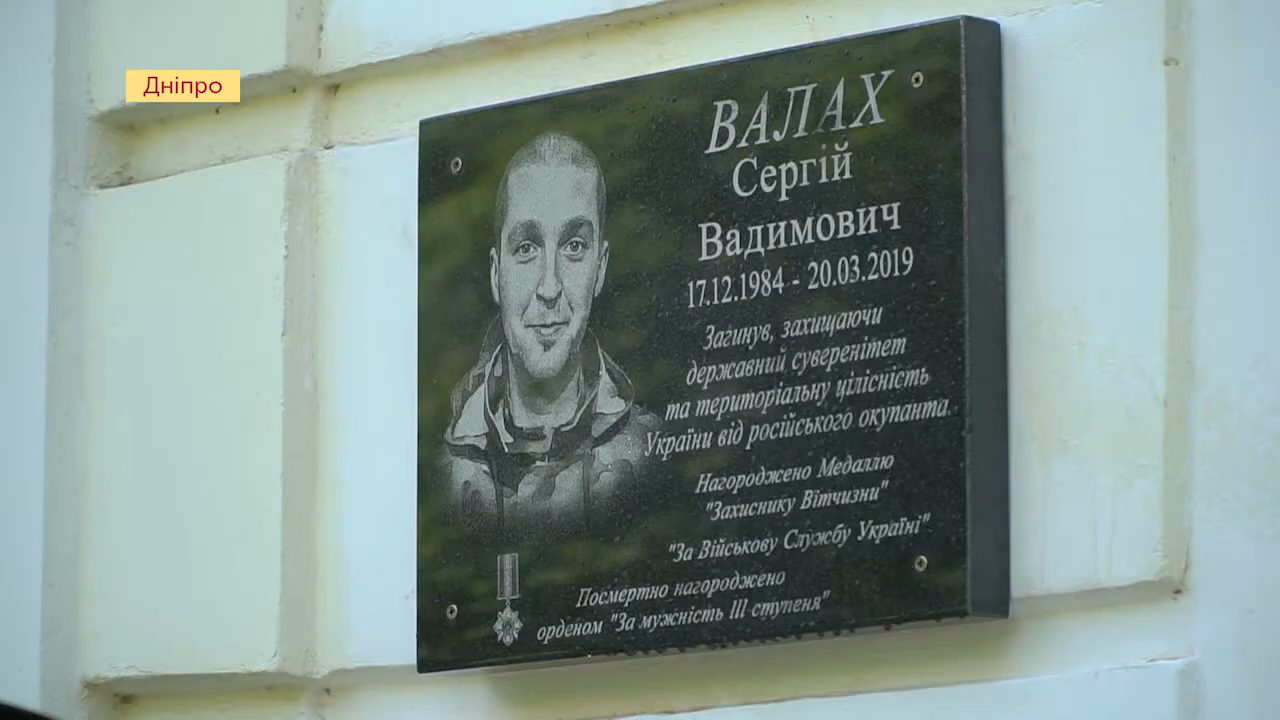 Дніпро
ВАЛАХ
Сергій
Вадимович
17.12.1984 - 20.03.2019
Загинув, захищаючи
державний суверенітет
та територіальну цілісність
України від російського окупанта.
Нагороджено Медаллю
"Захиснику Вітчизни"
"За Військову Службу Україні"
Посмертно нагороджено
орденом "За мужність III ступеня"